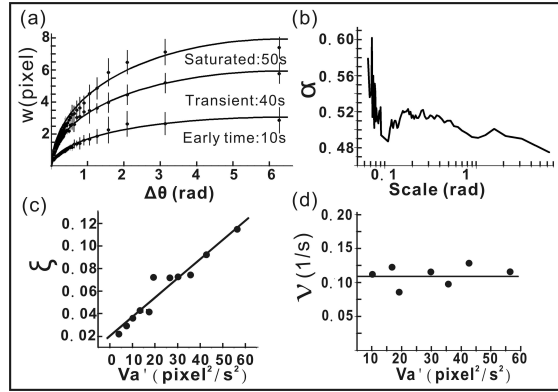 (a)
w(pixel)
8
6
4
2
Saturated:50s
Transient:40s
Early time:10s
0 1 2 3 4 5 6
Δθ (rad)
(b)
α
0.60
0.56
0.52
0.48
0.1 1
Scale (rad)
(c)
ξ
0.12
0.10
0.08
0.06
0.04
0.02
0 10 20 30 40 50 60
Va'(pixel²/s²)
(d)
ν (1/s)
0.20
0.15
0.10
0.05
10 20 30 40 50 60
Va'(pixel²/s²)